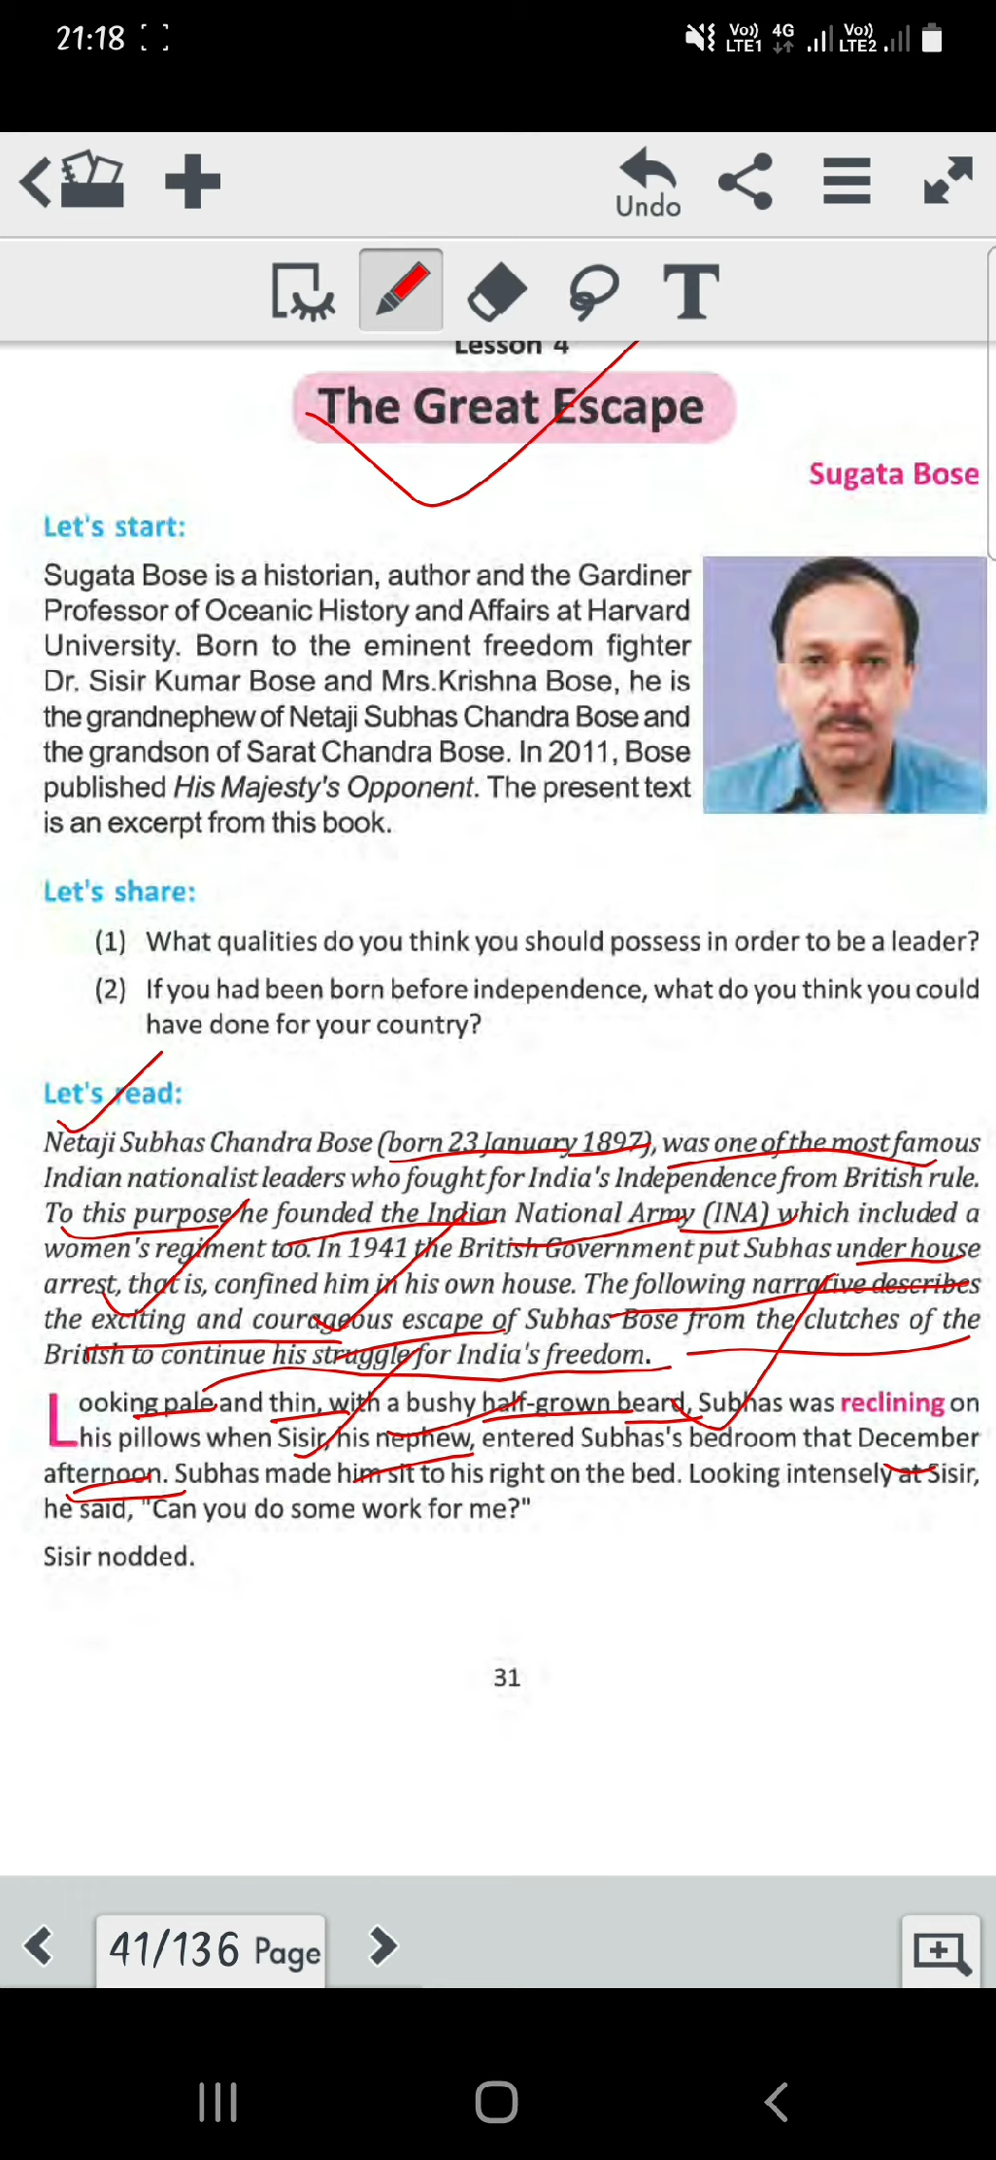 21:18
Vo)) LTE1 4G Vo)) LTE2
Undo
T
Lesson 4
The Great Escape
Sugata Bose
Let's start:
Sugata Bose is a historian, author and the Gardiner
Professor of Oceanic History and Affairs at Harvard
University. Born to the eminent freedom fighter
Dr. Sisir Kumar Bose and Mrs.Krishna Bose, he is
the grandnephew of Netaji Subhas Chandra Bose and
the grandson of Sarat Chandra Bose. In 2011, Bose
published His Majesty's Opponent. The present text
is an excerpt from this book.
Let's share:
(1) What qualities do you think you should possess in order to be a leader?
(2) If you had been born before independence, what do you think you could
have done for your country?
Let's read:
Netaji Subhas Chandra Bose (born 23 January 1897), was one of the most famous
Indian nationalist leaders who fought for India's Independence from British rule.
To this purpose he founded the Indian National Army (INA) which included a
women's regiment too. In 1941 the British Government put Subhas under house
arrest, that is, confined him in his own house. The following narrative describes
the exciting and courageous escape of Subhas Bose from the clutches of the
British to continue his struggle for India's freedom.
Looking pale and thin, with a bushy half-grown beard, Subhas was reclining on
his pillows when Sisir, his nephew, entered Subhas's bedroom that December
afternoon. Subhas made him sit to his right on the bed. Looking intensely at Sisir,
he said, "Can you do some work for me?"
Sisir nodded.
31
41/136 Page